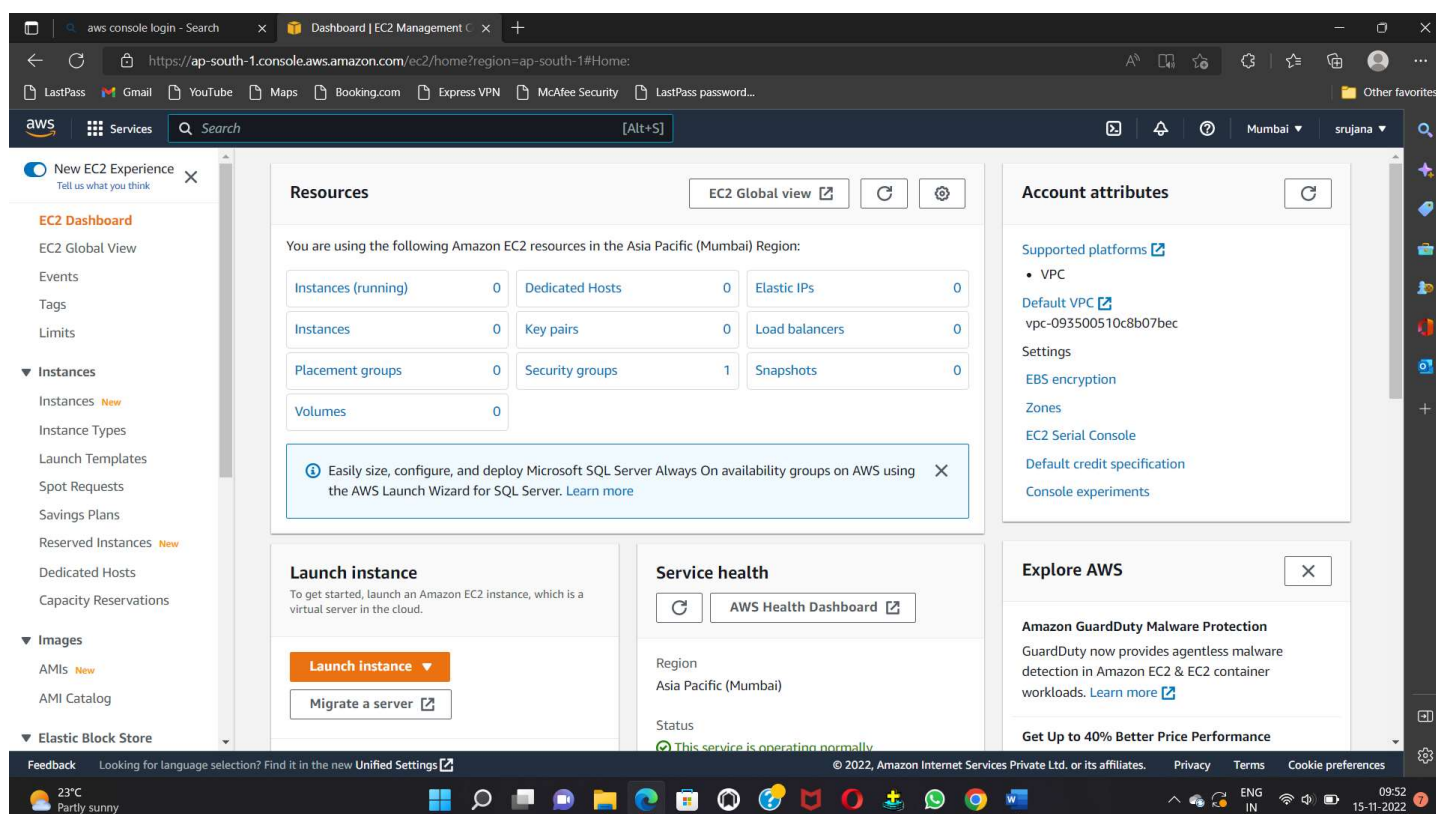 aws console login - Search
Dashboard | EC2 Management C
https://ap-south-1.console.aws.amazon.com/ec2/home?region=ap-south-1#Home:
LastPass Gmail YouTube Maps Booking.com Express VPN McAfee Security LastPass password... Other favorites
aws Services Search [Alt+S] Mumbai ▼ srujana ▼
New EC2 Experience
Tell us what you think
EC2 Dashboard
EC2 Global View
Events
Tags
Limits
Instances
Instances New
Instance Types
Launch Templates
Spot Requests
Savings Plans
Reserved Instances New
Dedicated Hosts
Capacity Reservations
Images
AMIs New
AMI Catalog
Elastic Block Store
Resources
EC2 Global view
You are using the following Amazon EC2 resources in the Asia Pacific (Mumbai) Region:
Instances (running) 0 Dedicated Hosts 0 Elastic IPs 0
Instances 0 Key pairs 0 Load balancers 0
Placement groups 0 Security groups 1 Snapshots 0
Volumes 0
Easily size, configure, and deploy Microsoft SQL Server Always On availability groups on AWS using
the AWS Launch Wizard for SQL Server. Learn more
Launch instance
To get started, launch an Amazon EC2 instance, which is a
virtual server in the cloud.
Launch instance ▼
Migrate a server
Service health
AWS Health Dashboard
Region
Asia Pacific (Mumbai)
Status
This service is operating normally
Account attributes
Supported platforms
• VPC
Default VPC
vpc-093500510c8b07bec
Settings
EBS encryption
Zones
EC2 Serial Console
Default credit specification
Console experiments
Explore AWS
Amazon GuardDuty Malware Protection
GuardDuty now provides agentless malware
detection in Amazon EC2 & EC2 container
workloads. Learn more
Get Up to 40% Better Price Performance
Feedback Looking for language selection? Find it in the new Unified Settings © 2022, Amazon Internet Services Private Ltd. or its affiliates. Privacy Terms Cookie preferences
23°C
Partly sunny
ENG
IN
09:52
15-11-2022
7